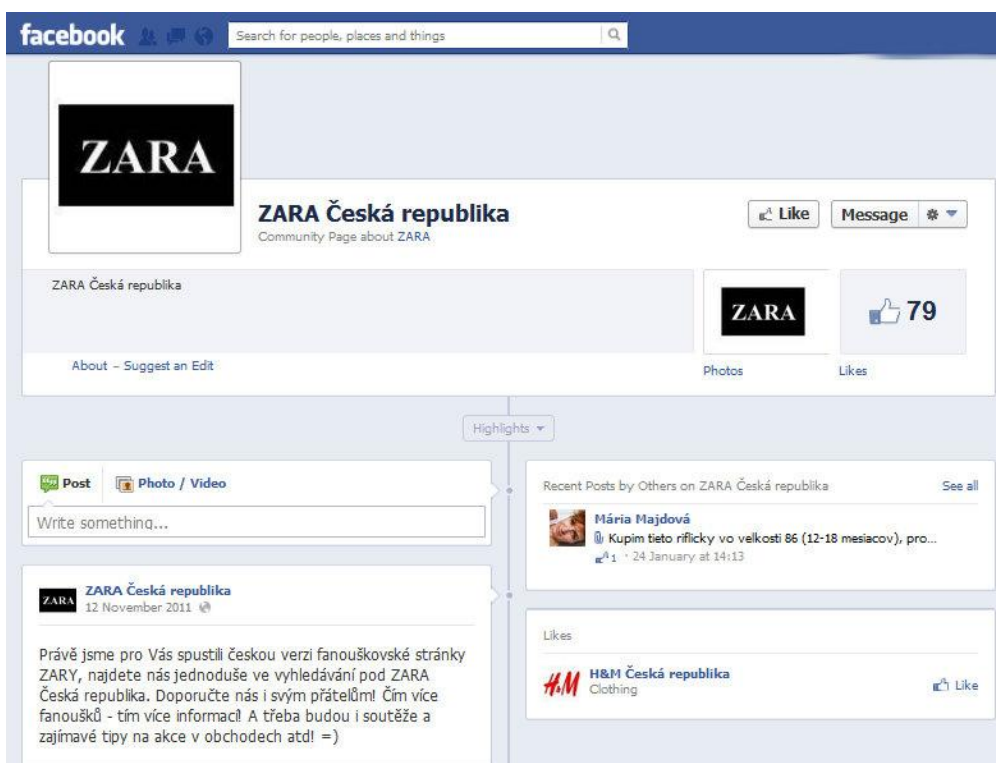 facebook
Search for people, places and things
ZARA
ZARA Česká republika
Community Page about ZARA
Like
Message
ZARA Česká republika
ZARA
79
About – Suggest an Edit
Photos
Likes
Highlights
Post
Photo / Video
Write something...
Recent Posts by Others on ZARA Česká republika
See all
Mária Majdová
Kupim tieto riflicky vo velkosti 86 (12-18 mesiacov), pro...
1 · 24 January at 14:13
ZARA
ZARA Česká republika
12 November 2011
Právě jsme pro Vás spustili českou verzi fanouškovské stránky
ZARY, najdete nás jednoduše ve vyhledávání pod ZARA
Česká republika. Doporučte nás i svým přátelům! Čím více
fanoušků - tím více informací! A třeba budou i soutěže a
zajímavé tipy na akce v obchodech atd! =)
Likes
H&M
H&M Česká republika
Clothing
Like